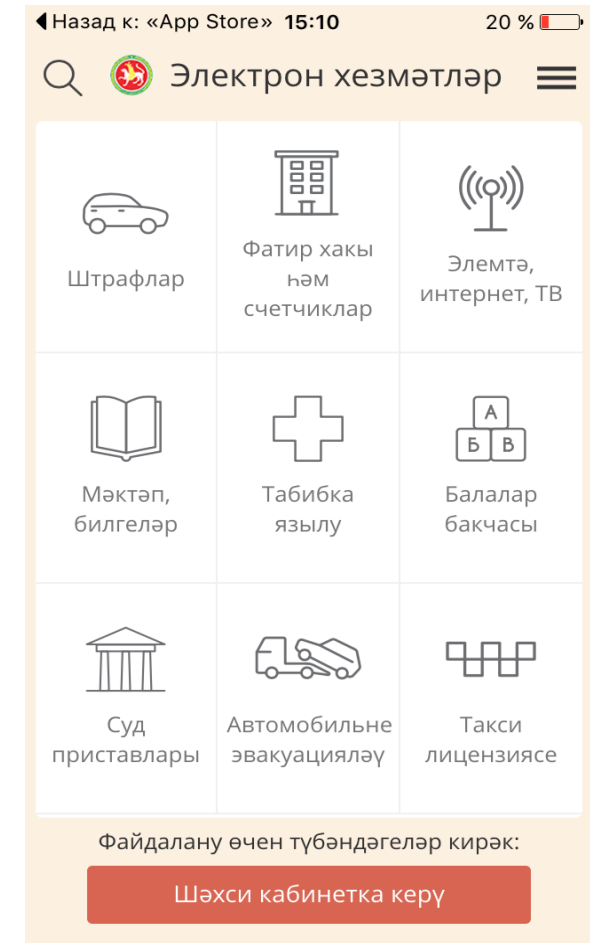 Назад к: «App Store» 15:10 20 %
Электрон хезмәтләр
Штрафлар
Фатир хакы
һәм
счетчиклар
Элемтә,
интернет, ТВ
Мәктәп,
билгеләр
Табибка
язылу
А
Б В
Балалар
бакчасы
Суд
приставлары
Автомобильне
эвакуацияләү
Такси
лицензиясе
Файдалану өчен түбәндәгеләр кирәк:
Шәхси кабинетка керү